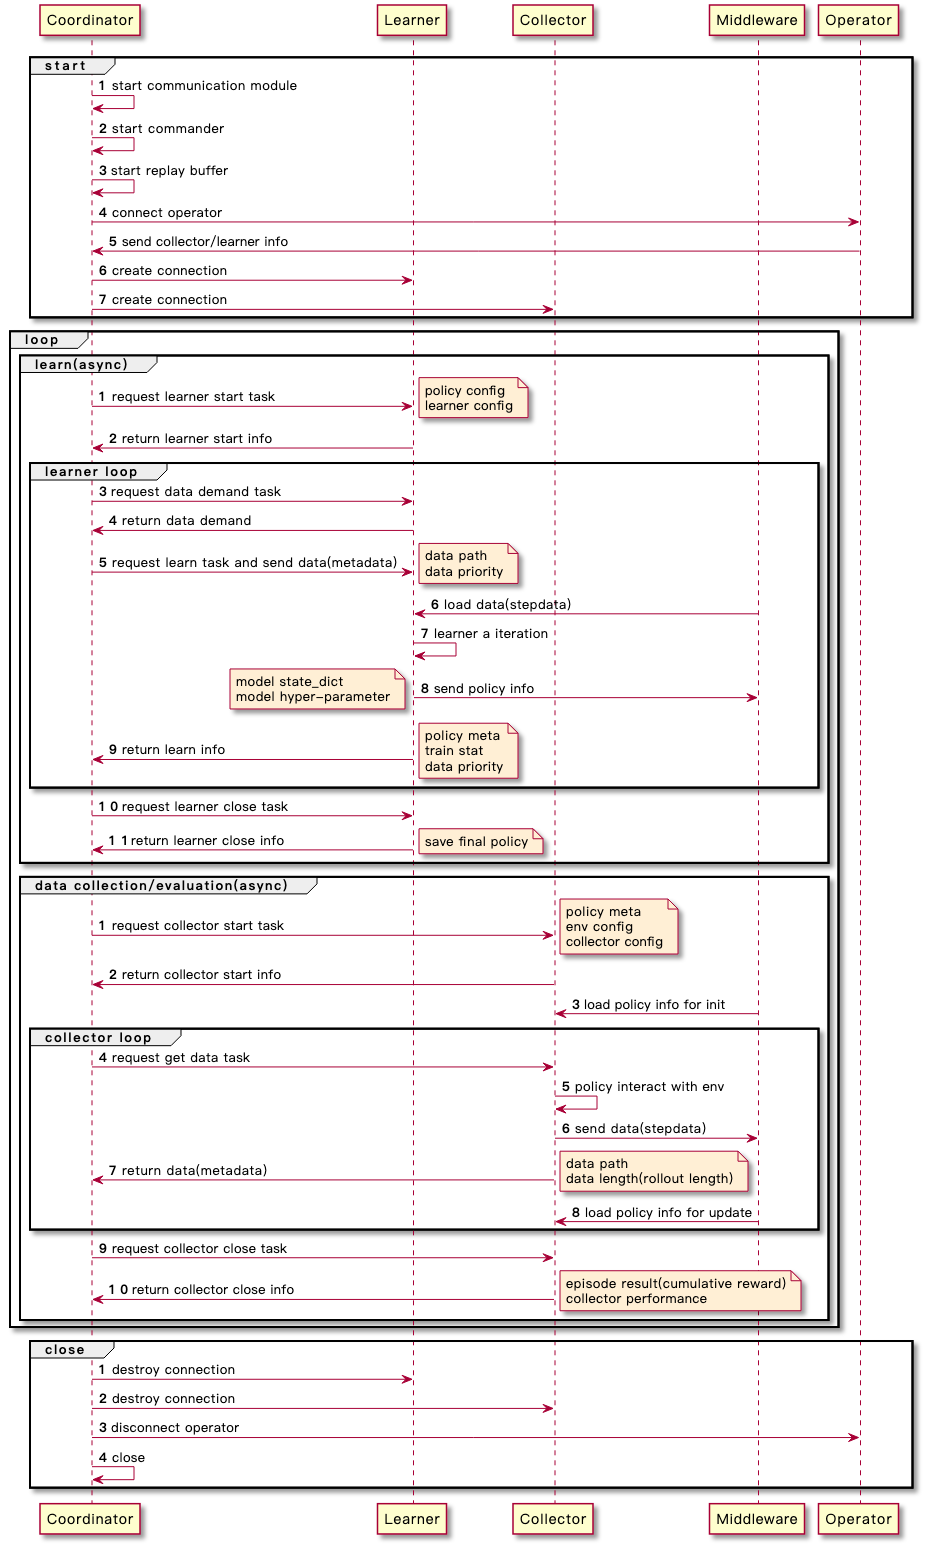 Coordinator Learner Collector Middleware Operator
start
1 start communication module
2 start commander
3 start replay buffer
4 connect operator
5 send collector/learner info
6 create connection
7 create connection
loop
learn(async)
policy config
1 request learner start task
learner config
2 return learner start info
learner loop
3 request data demand task
4 return data demand
data path
5 request learn task and send data(metadata)
data priority
6 load data(stepdata)
7 learner a iteration
model state_dict
8 send policy info
model hyper-parameter
policy meta
9 return learn info
train stat
data priority
10 request learner close task
11 return learner close info
save final policy
data collection/evaluation(async)
policy meta
1 request collector start task
env config
collector config
2 return collector start info
3 load policy info for init
collector loop
4 request get data task
5 policy interact with env
6 send data(stepdata)
data path
7 return data(metadata)
data length(rollout length)
8 load policy info for update
9 request collector close task
episode result(cumulative reward)
10 return collector close info
collector performance
close
1 destroy connection
2 destroy connection
3 disconnect operator
4 close
Coordinator Learner Collector Middleware Operator